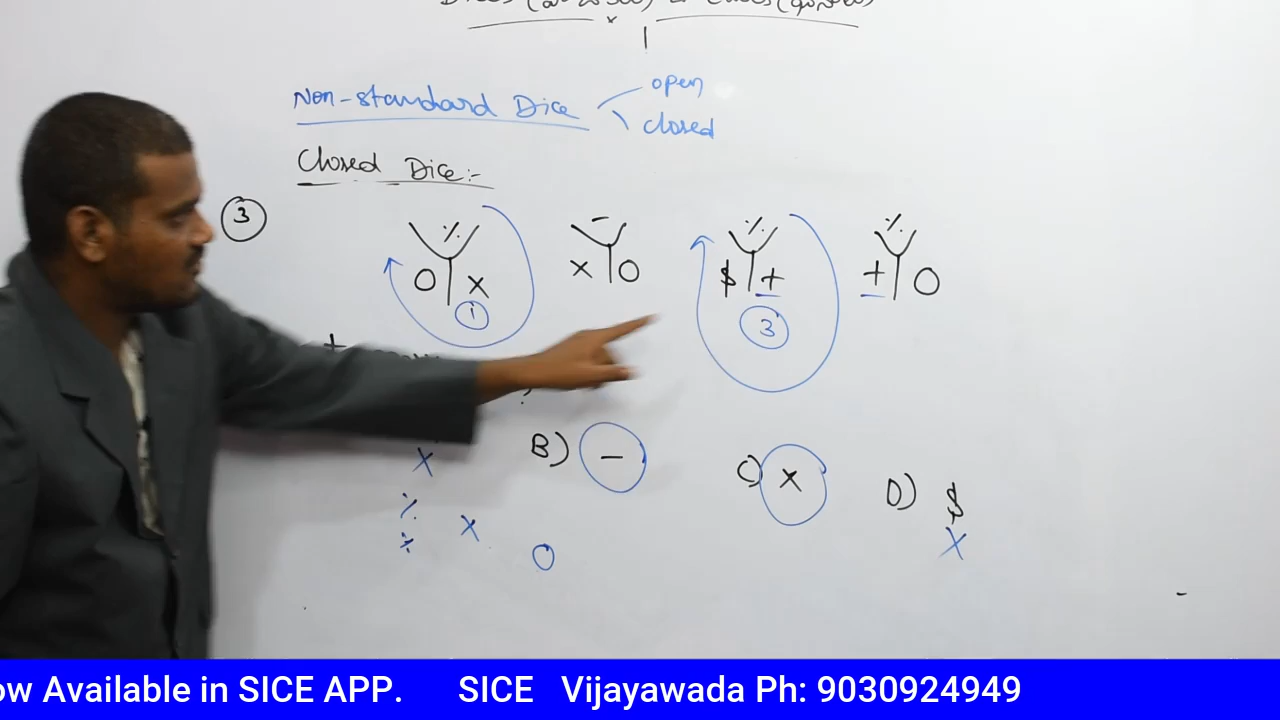 Non-standard Dice open
closed
Closed Dice:-
③ % − % %
O x x O $ + + O
① ③
+
B) − C) x D) $
X
% X O X
÷
ow Available in SICE APP. SICE Vijayawada Ph: 9030924949